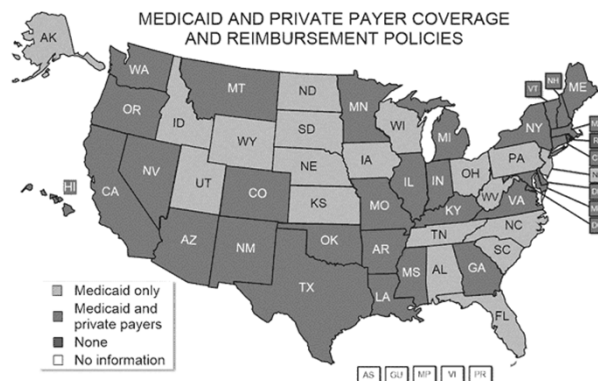 MEDICAID AND PRIVATE PAYER COVERAGE
AND REIMBURSEMENT POLICIES
AK
WA
MT
ND
MN
VT
NH
ME
OR
ID
WY
SD
WI
MI
NY
NV
UT
CO
NE
IA
IL
IN
OH
PA
HI
CA
KS
MO
KY
WV
VA
AZ
NM
OK
AR
TN
NC
SC
TX
LA
MS
AL
GA
FL
Medicaid only
Medicaid and
private payers
None
No information
AS GU MP VI PR